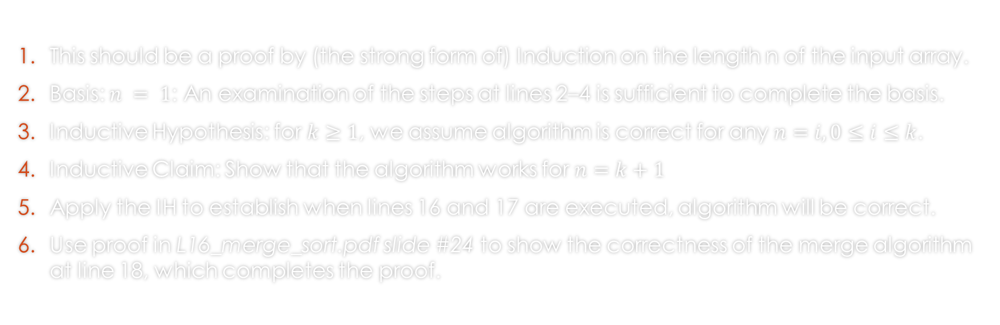 1. This should be a proof by (the strong form of) Induction on the length n of the input array.
2. Basis: n = 1: An examination of the steps at lines 2–4 is sufficient to complete the basis.
3. Inductive Hypothesis: for k ≥ 1, we assume algorithm is correct for any n = i, 0 ≤ i ≤ k.
4. Inductive Claim: Show that the algorithm works for n = k + 1
5. Apply the IH to establish when lines 16 and 17 are executed, algorithm will be correct.
6. Use proof in L16_merge_sort.pdf slide #24 to show the correctness of the merge algorithm
at line 18, which completes the proof.